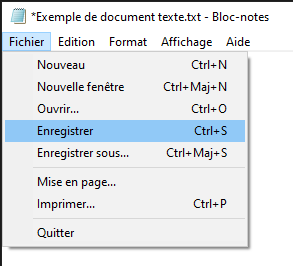 *Exemple de document texte.txt - Bloc-notes
Fichier Edition Format Affichage Aide
Nouveau Ctrl+N
Nouvelle fenêtre Ctrl+Maj+N
Ouvrir... Ctrl+O
Enregistrer Ctrl+S
Enregistrer sous... Ctrl+Maj+S
Mise en page...
Imprimer... Ctrl+P
Quitter